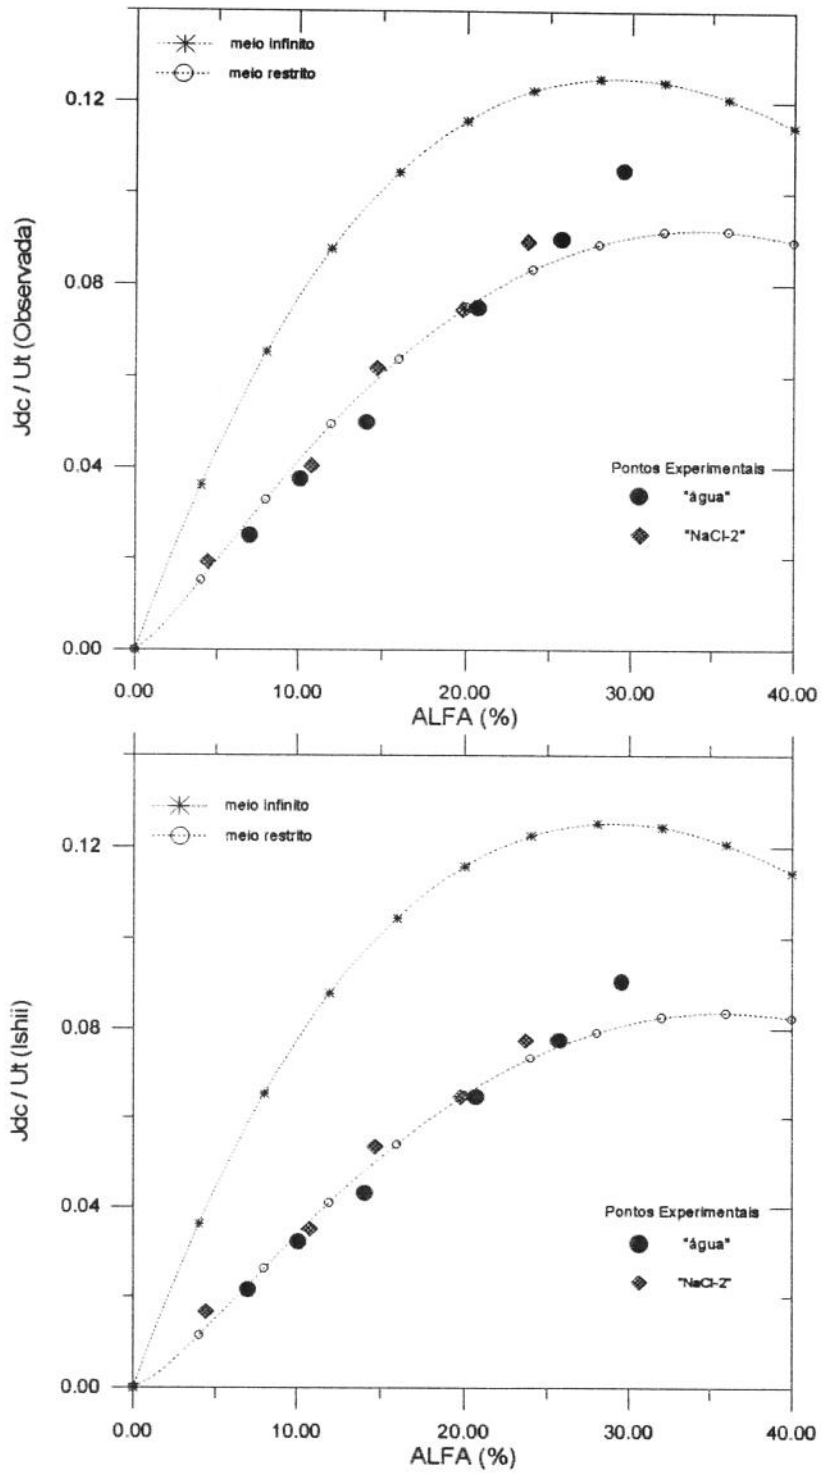 meio infinito
meio restrito
0.12
0.08
0.04
0.00
Jdc / Ut (Observada)
Pontos Experimentais
"água"
"NaCl-2"
0.00 10.00 20.00 30.00 40.00
ALFA (%)
meio infinito
meio restrito
0.12
0.08
0.04
0.00
Jdc / Ut (Ishii)
Pontos Experimentais
"água"
"NaCl-2"
0.00 10.00 20.00 30.00 40.00
ALFA (%)